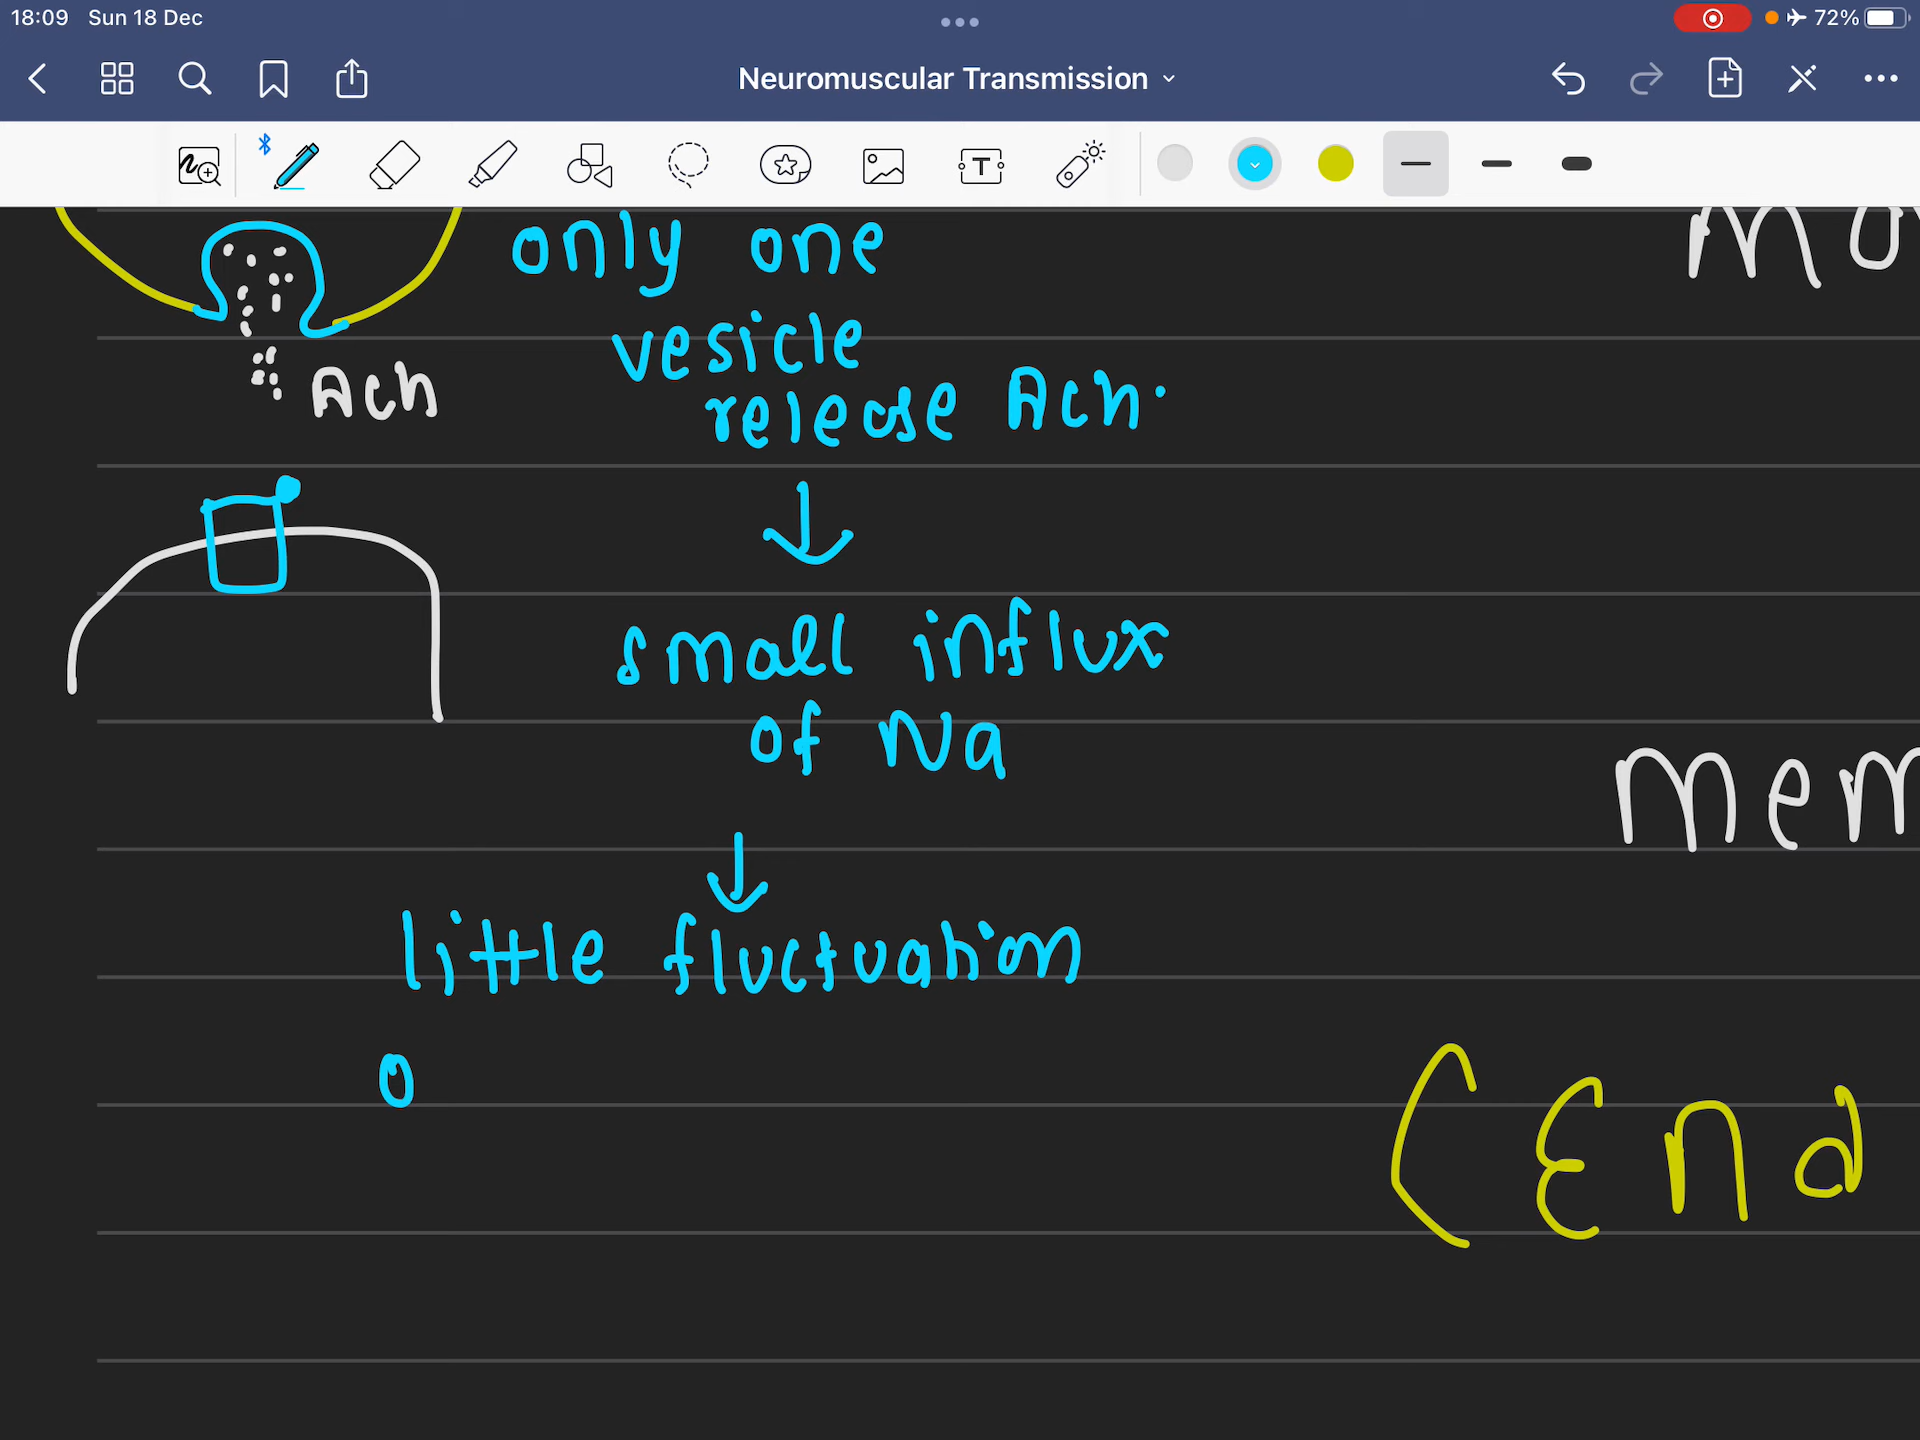 18:09 Sun 18 Dec
72%
Neuromuscular Transmission
T
only one
vesicle
release Ach.
Ach
small influx
of Na
little fluctuation
o
Mo
mem
(End